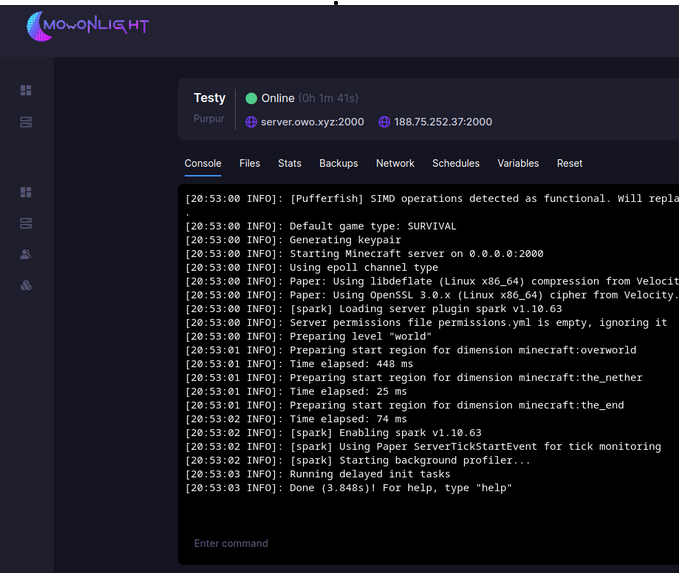 MOWONLIGHT
Testy
Purpur
Online (0h 1m 41s)
server.owo.xyz:2000 188.75.252.37:2000
Console Files Stats Backups Network Schedules Variables Reset
[20:53:00 INFO]: [Pufferfish] SIMD operations detected as functional. Will repla
.
[20:53:00 INFO]: Default game type: SURVIVAL
[20:53:00 INFO]: Generating keypair
[20:53:00 INFO]: Starting Minecraft server on 0.0.0.0:2000
[20:53:00 INFO]: Using epoll channel type
[20:53:00 INFO]: Paper: Using libdeflate (Linux x86_64) compression from Velocit
[20:53:00 INFO]: Paper: Using OpenSSL 3.0.x (Linux x86_64) cipher from Velocity.
[20:53:00 INFO]: [spark] Loading server plugin spark v1.10.63
[20:53:00 INFO]: Server permissions file permissions.yml is empty, ignoring it
[20:53:00 INFO]: Preparing level "world"
[20:53:01 INFO]: Preparing start region for dimension minecraft:overworld
[20:53:01 INFO]: Time elapsed: 448 ms
[20:53:01 INFO]: Preparing start region for dimension minecraft:the_nether
[20:53:01 INFO]: Time elapsed: 25 ms
[20:53:01 INFO]: Preparing start region for dimension minecraft:the_end
[20:53:02 INFO]: Time elapsed: 74 ms
[20:53:02 INFO]: [spark] Enabling spark v1.10.63
[20:53:02 INFO]: [spark] Using Paper ServerTickStartEvent for tick monitoring
[20:53:02 INFO]: [spark] Starting background profiler...
[20:53:03 INFO]: Running delayed init tasks
[20:53:03 INFO]: Done (3.848s)! For help, type "help"
Enter command